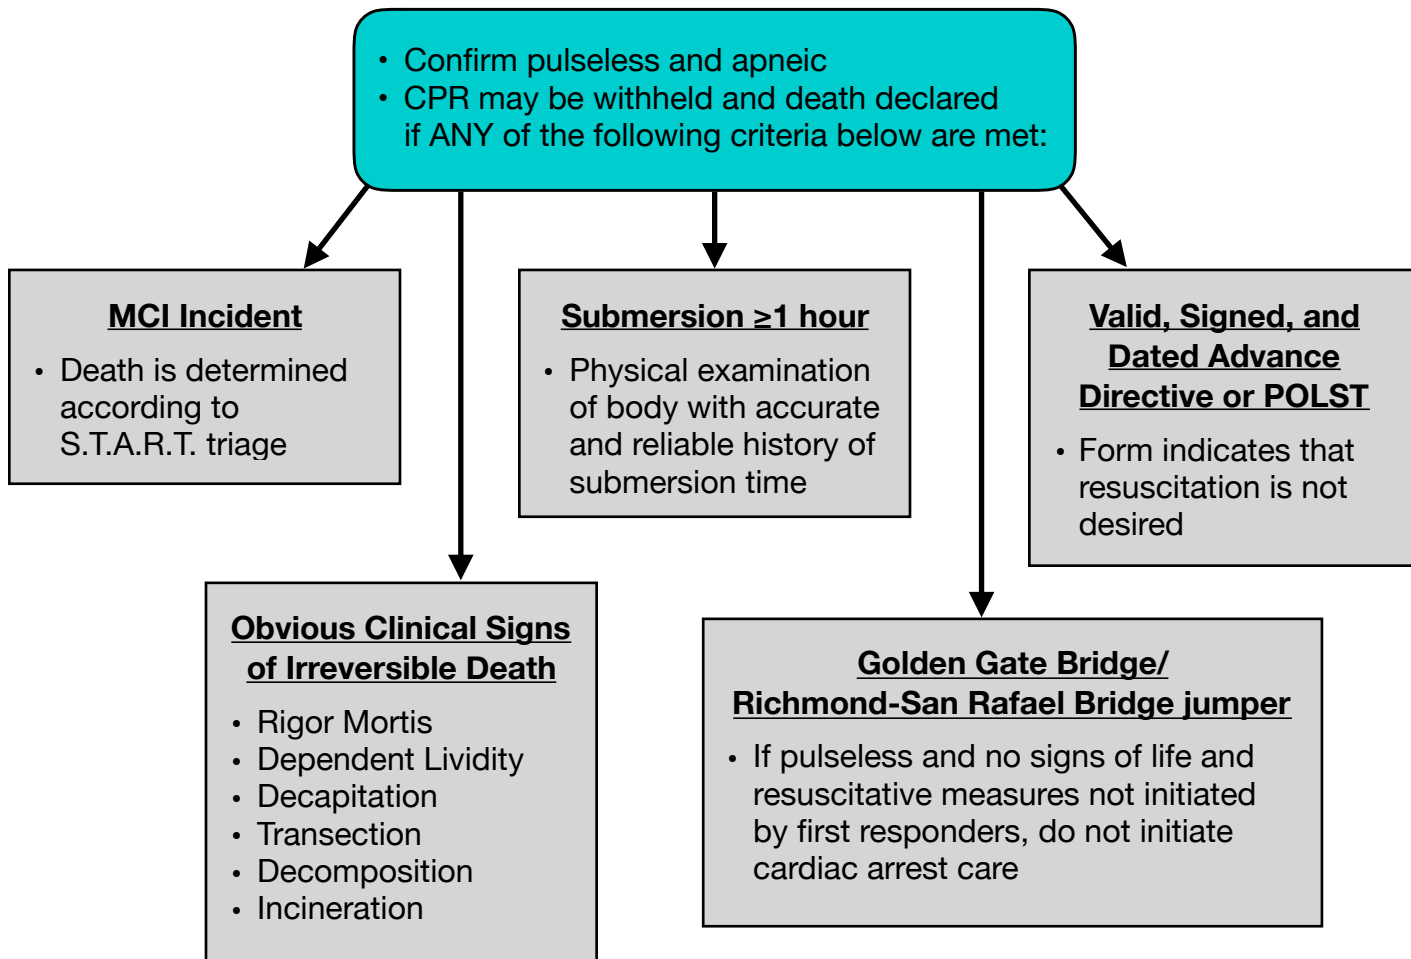 • Confirm pulseless and apneic
• CPR may be withheld and death declared
if ANY of the following criteria below are met:
MCI Incident
• Death is determined
according to
S.T.A.R.T. triage
Submersion ≥1 hour
• Physical examination
of body with accurate
and reliable history of
submersion time
Valid, Signed, and
Dated Advance
Directive or POLST
• Form indicates that
resuscitation is not
desired
Obvious Clinical Signs
of Irreversible Death
• Rigor Mortis
• Dependent Lividity
• Decapitation
• Transection
• Decomposition
• Incineration
Golden Gate Bridge/
Richmond-San Rafael Bridge jumper
• If pulseless and no signs of life and
resuscitative measures not initiated
by first responders, do not initiate
cardiac arrest care